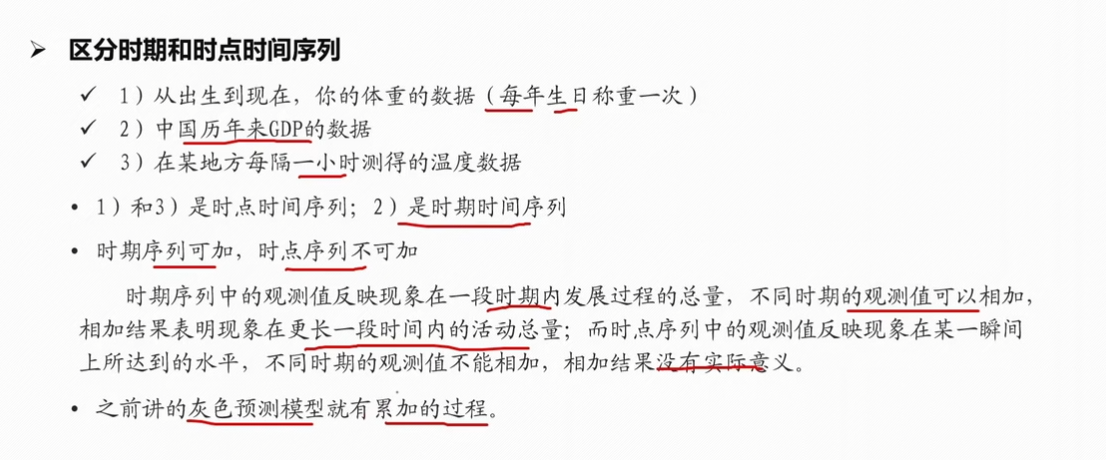 ➢ 区分时期和时点时间序列
✓ 1）从出生到现在，你的体重的数据（每年生日称重一次）
✓ 2）中国历年来GDP的数据
✓ 3）在某地方每隔一小时测得的温度数据
• 1）和3）是时点时间序列；2）是时期时间序列
• 时期序列可加，时点序列不可加
时期序列中的观测值反映现象在一段时期内发展过程的总量，不同时期的观测值可以相加，
相加结果表明现象在更长一段时间内的活动总量；而时点序列中的观测值反映现象在某一瞬间
上所达到的水平，不同时期的观测值不能相加，相加结果没有实际意义。
• 之前讲的灰色预测模型就有累加的过程。